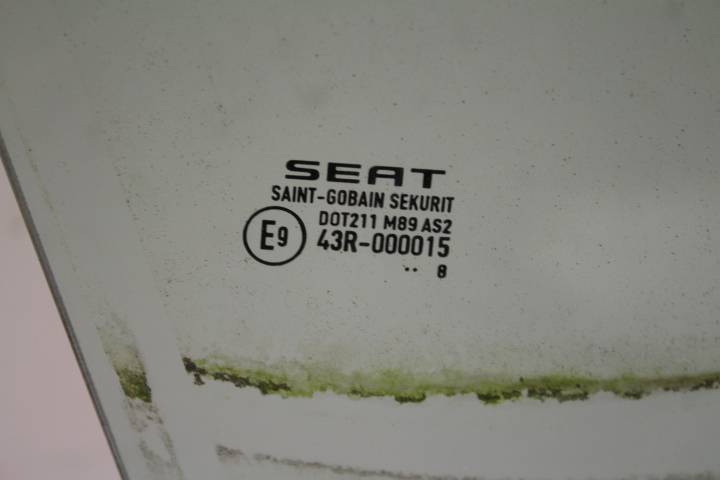 SEAT
SAINT-GOBAIN SEKURIT
DOT211 M89 AS2
E9 43R-000015
.. 8